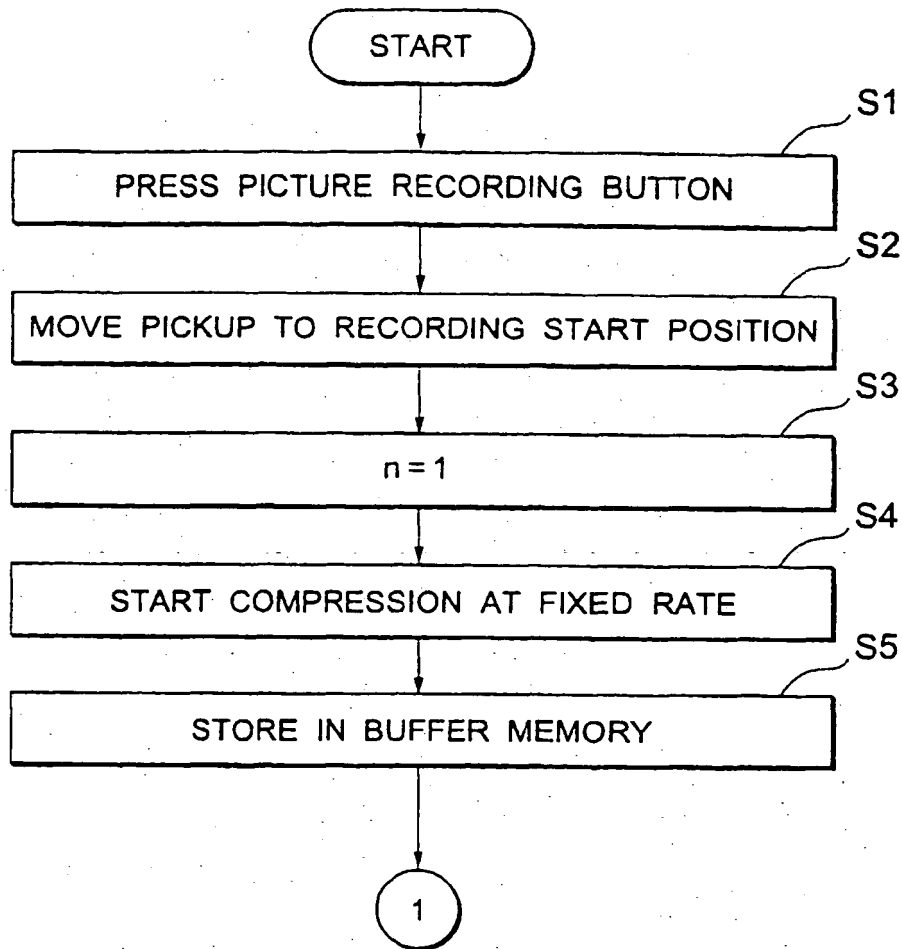 START
S1
PRESS PICTURE RECORDING BUTTON
S2
MOVE PICKUP TO RECORDING START POSITION
S3
n = 1
S4
START COMPRESSION AT FIXED RATE
S5
STORE IN BUFFER MEMORY
1